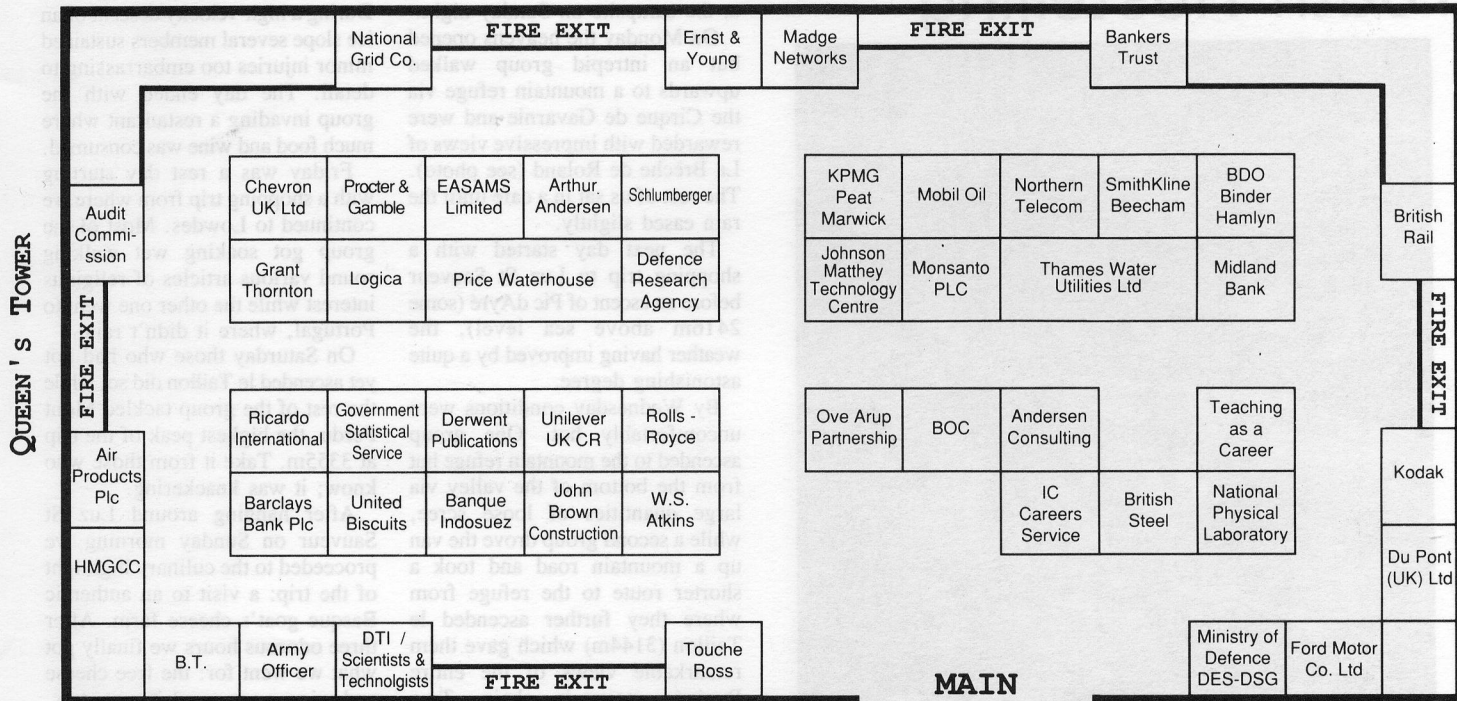 National
Grid Co.
FIRE EXIT
Ernst &
Young
Madge
Networks
FIRE EXIT
Bankers
Trust
QUEEN'S TOWER
Audit
Commi-
ssion
FIRE EXIT
Air
Products
Plc
HMGCC
Chevron
UK Ltd
Procter &
Gamble
EASAMS
Limited
Arthur
Andersen
Schlumberger
Grant
Thornton
Logica
Price Waterhouse
Defence
Research
Agency
KPMG
Peat
Marwick
Mobil Oil
Northern
Telecom
SmithKline
Beecham
BDO
Binder
Hamlyn
Johnson
Matthey
Technology
Centre
Monsanto
PLC
Thames Water
Utilities Ltd
Midland
Bank
British
Rail
FIRE EXIT
Kodak
Du Pont
(UK) Ltd
Ricardo
International
Government
Statistical
Service
Derwent
Publications
Unilever
UK CR
Rolls -
Royce
Barclays
Bank Plc
United
Biscuits
Banque
Indosuez
John
Brown
Construction
W.S.
Atkins
Ove Arup
Partnership
BOC
Andersen
Consulting
Teaching
as a
Career
IC
Careers
Service
British
Steel
National
Physical
Laboratory
B.T.
Army
Officer
DTI /
Scientists &
Technolgists
FIRE EXIT
Touche
Ross
MAIN
Ministry of
Defence
DES-DSG
Ford Motor
Co. Ltd